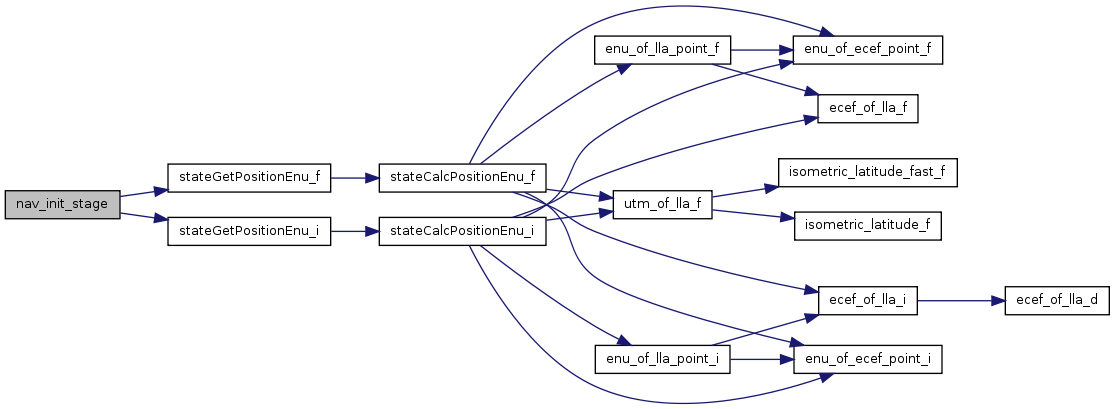 nav_init_stage
stateGetPositionEnu_f
stateGetPositionEnu_i
stateCalcPositionEnu_f
stateCalcPositionEnu_i
enu_of_lla_point_f
utm_of_lla_f
enu_of_lla_point_i
enu_of_ecef_point_f
ecef_of_lla_f
isometric_latitude_fast_f
isometric_latitude_f
ecef_of_lla_i
enu_of_ecef_point_i
ecef_of_lla_d